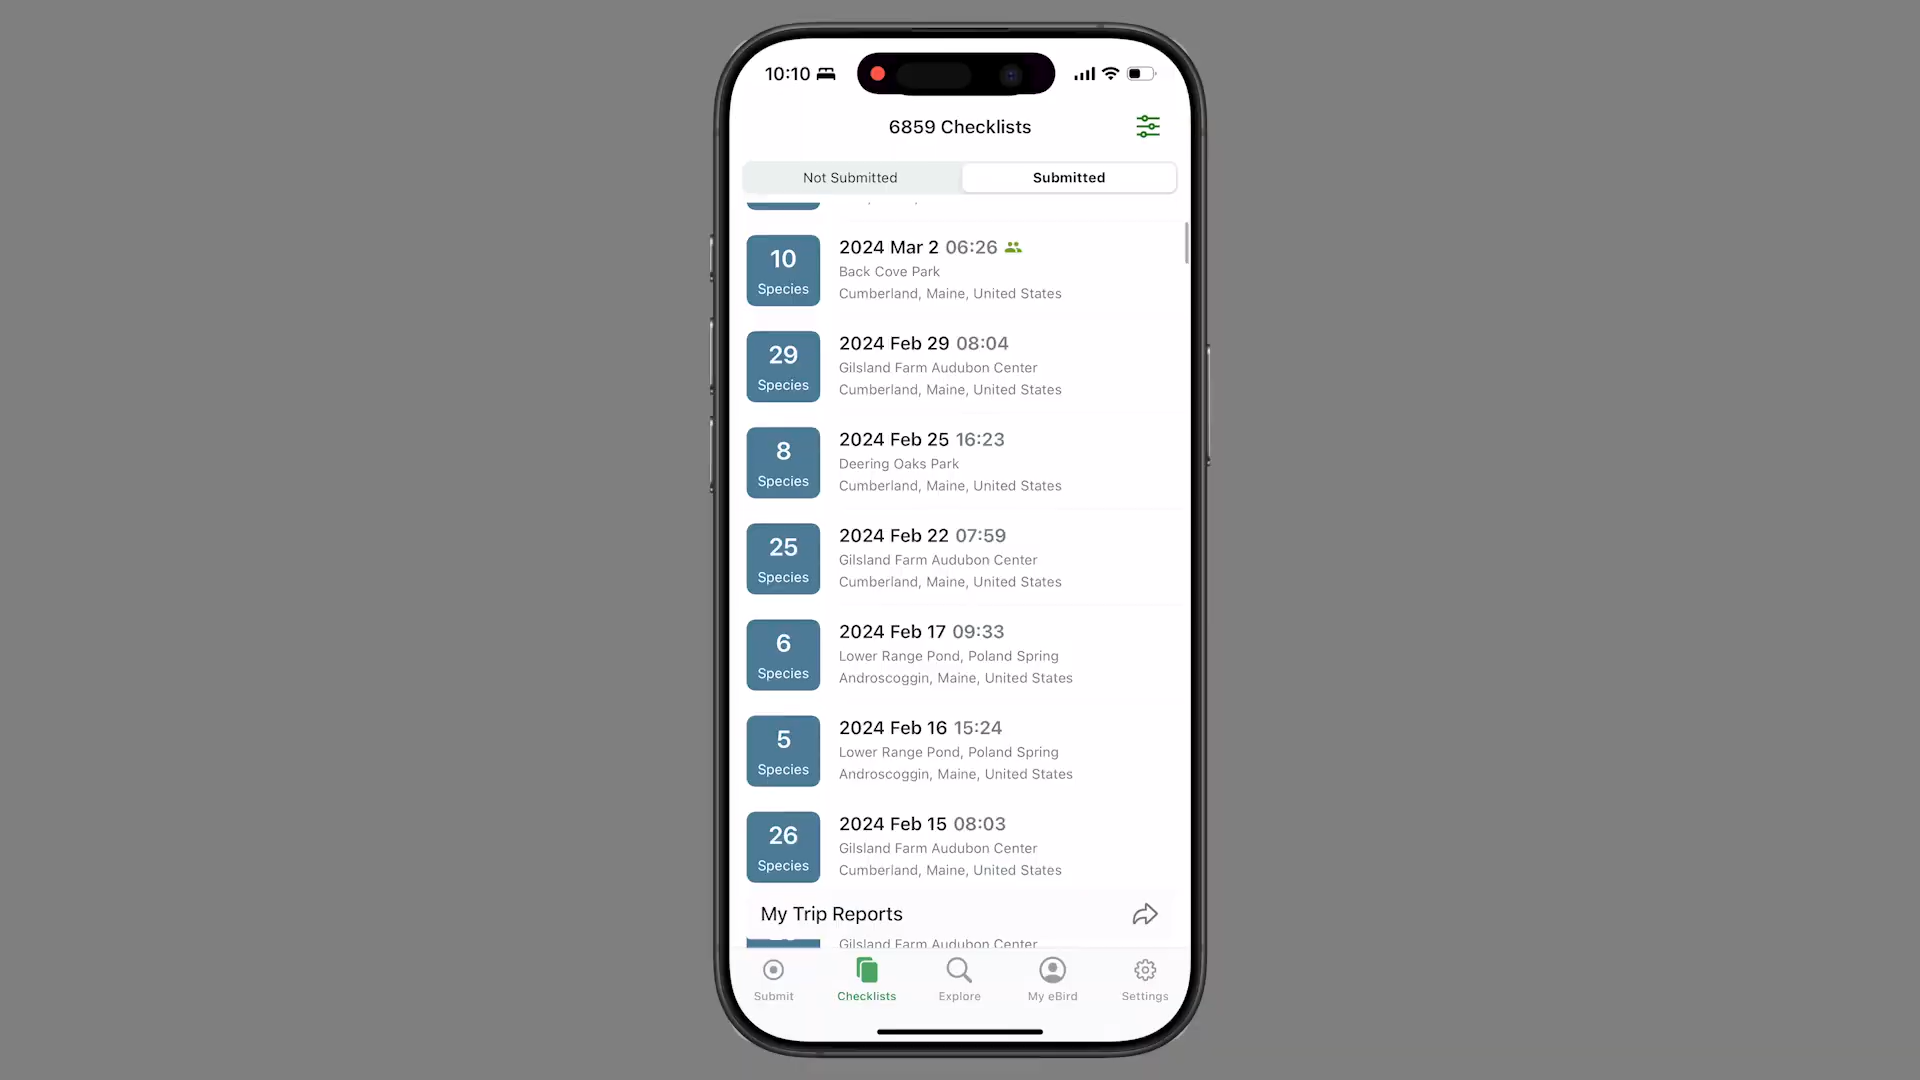 10:10
6859 Checklists
Not Submitted
Submitted
10
Species
2024 Mar 2 06:26
Back Cove Park
Cumberland, Maine, United States
29
Species
2024 Feb 29 08:04
Gilsland Farm Audubon Center
Cumberland, Maine, United States
8
Species
2024 Feb 25 16:23
Deering Oaks Park
Cumberland, Maine, United States
25
Species
2024 Feb 22 07:59
Gilsland Farm Audubon Center
Cumberland, Maine, United States
6
Species
2024 Feb 17 09:33
Lower Range Pond, Poland Spring
Androscoggin, Maine, United States
5
Species
2024 Feb 16 15:24
Lower Range Pond, Poland Spring
Androscoggin, Maine, United States
26
Species
2024 Feb 15 08:03
Gilsland Farm Audubon Center
Cumberland, Maine, United States
My Trip Reports
Gilsland Farm Audubon Center
Submit
Checklists
Explore
My eBird
Settings